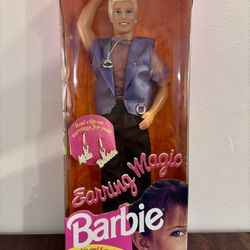 Real clip-on
earrings for you!
Earring Magic
Barbie